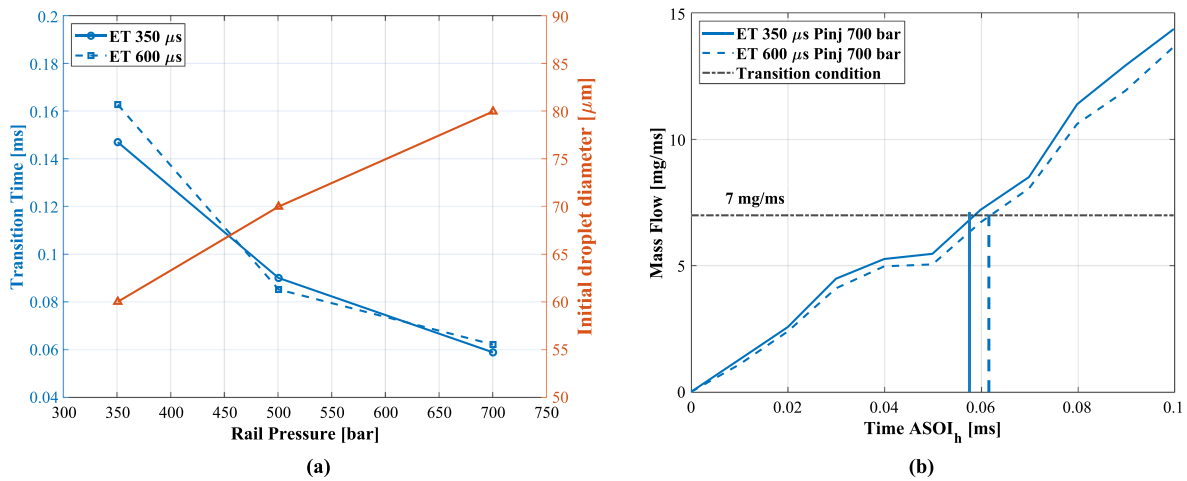 0.2
0.18
0.16
0.14
0.12
0.1
0.08
0.06
0.04
Transition Time [ms]
ET 350 μs
ET 600 μs
90
85
80
75
70
65
60
55
50
Initial droplet diameter [μm]
300 350 400 450 500 550 600 650 700 750
Rail Pressure [bar]
(a)
15
10
5
0
Mass Flow [mg/ms]
ET 350 μs Pinj 700 bar
ET 600 μs Pinj 700 bar
Transition condition
7 mg/ms
0 0.02 0.04 0.06 0.08 0.1
Time ASOIh [ms]
(b)